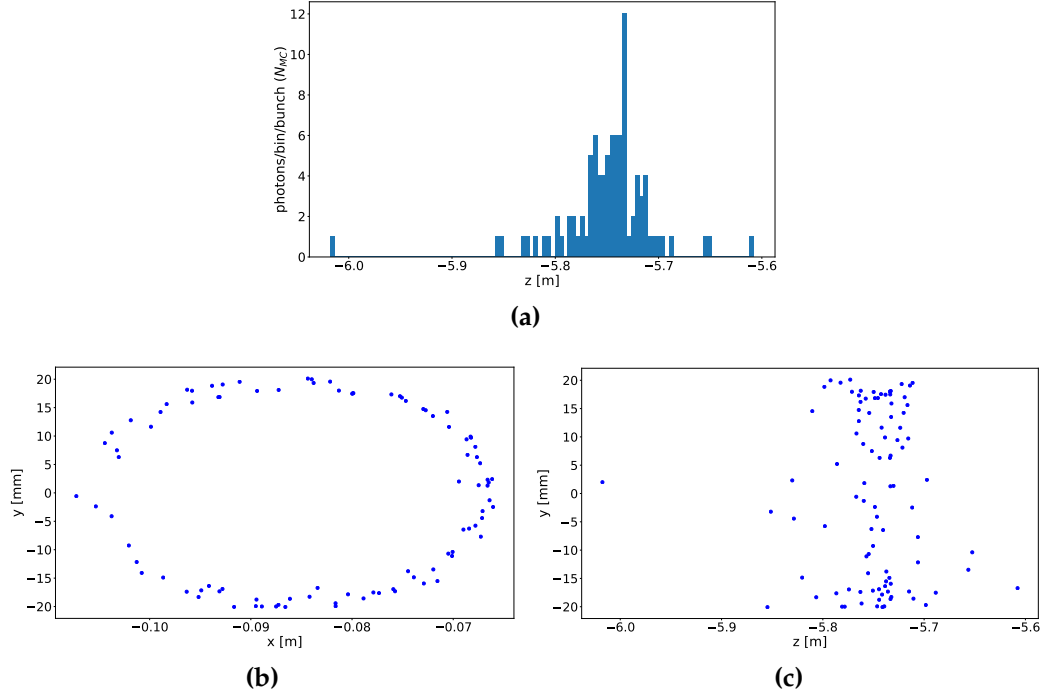 12
10
8
6
4
2
0
photons/bin/bunch (N_MC)
−6.0 −5.9 −5.8 −5.7 −5.6
z [m]
(a)
20
15
10
5
0
−5
−10
−15
−20
y [mm]
−0.10 −0.09 −0.08 −0.07
x [m]
(b)
20
15
10
5
0
−5
−10
−15
−20
y [mm]
−6.0 −5.9 −5.8 −5.7 −5.6
z [m]
(c)